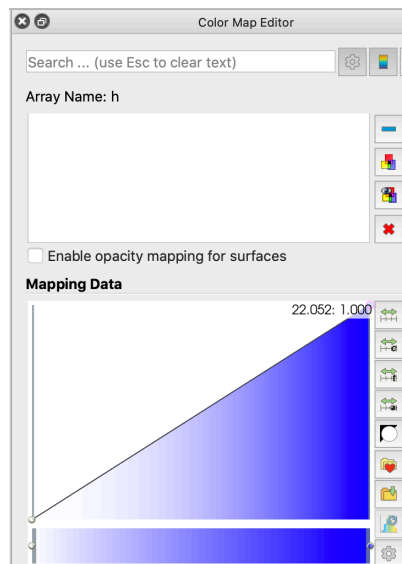 Color Map Editor
Search ... (use Esc to clear text)
Array Name: h
Enable opacity mapping for surfaces
Mapping Data
22.052: 1.000